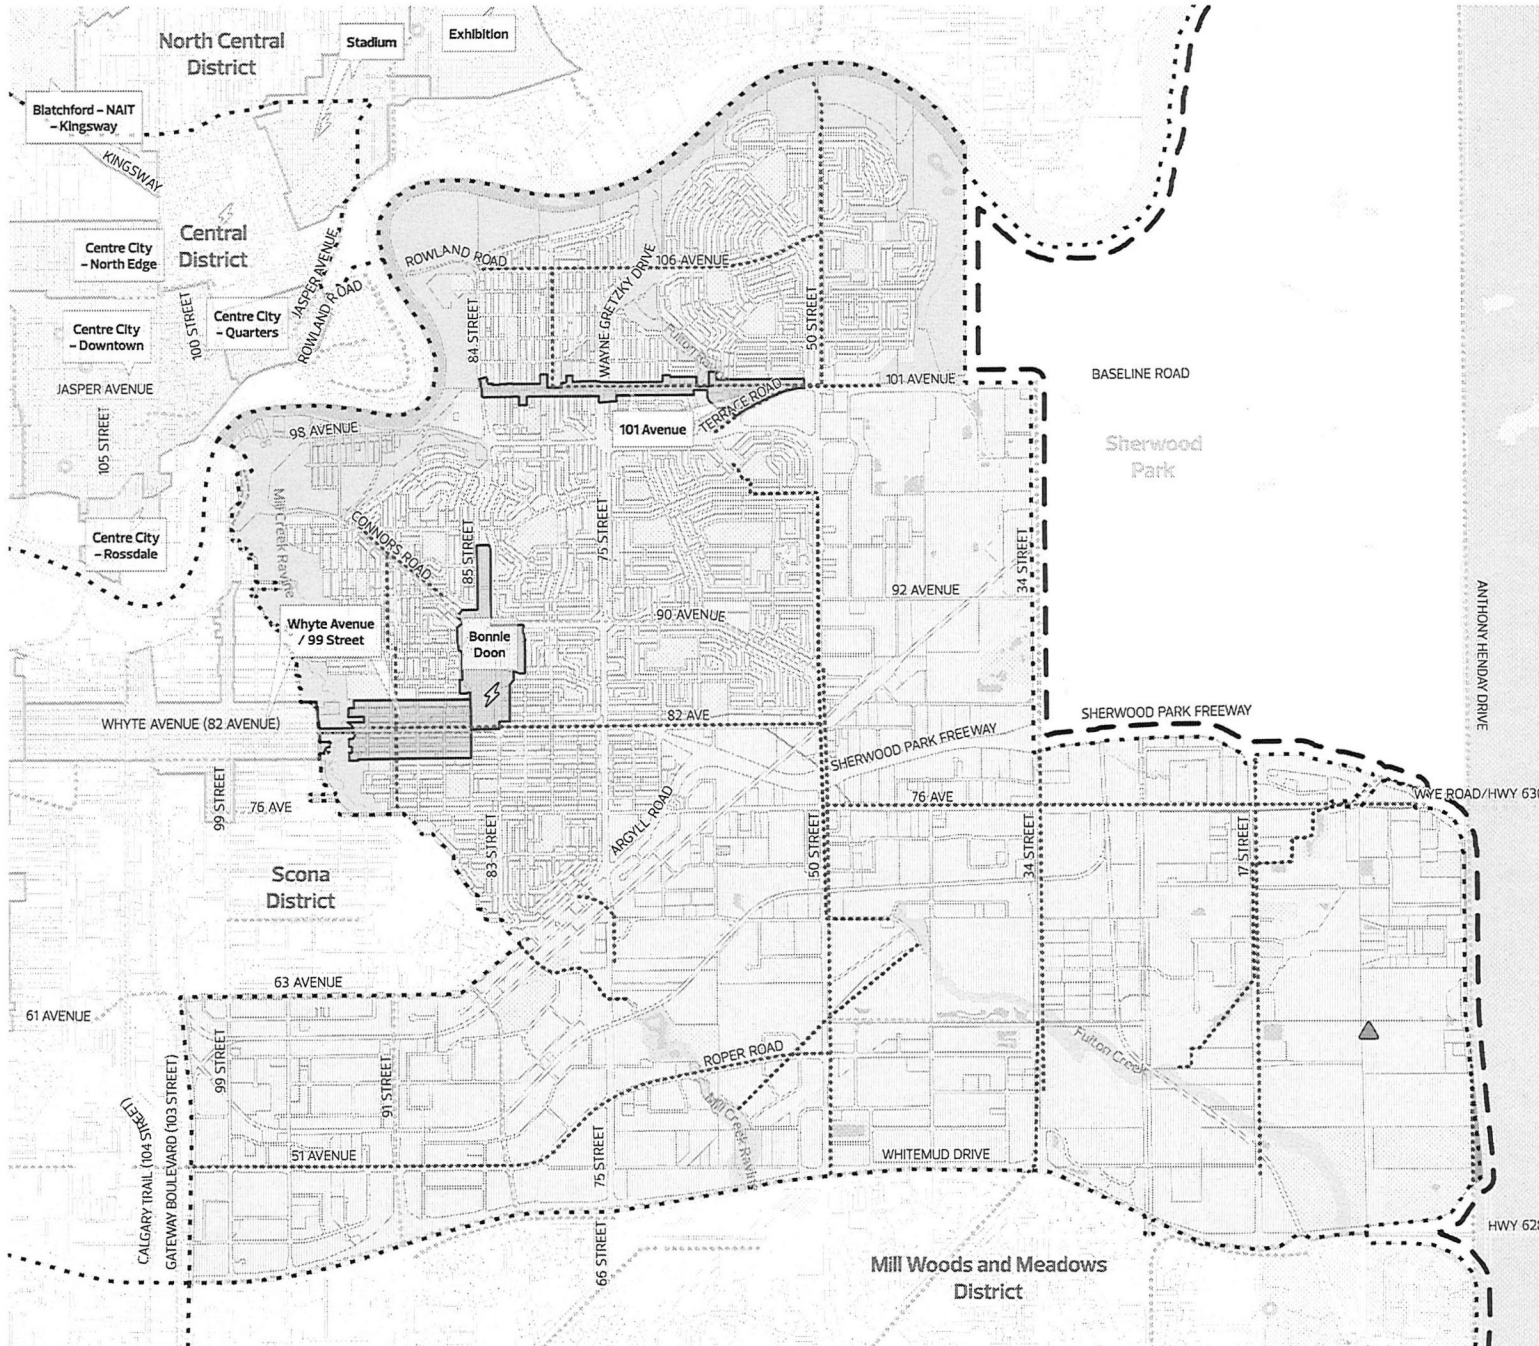 North Central
District
Stadium
Exhibition
Blatchford – NAIT
– Kingsway
KINGSWAY
Centre City
– North Edge
Central
District
JASPER AVENUE
ROWLAND ROAD
100 STREET
Centre City
– Quarters
Centre City
– Downtown
JASPER AVENUE
105 STREET
Centre City
– Rossdale
ROWLAND ROAD
106 AVENUE
WAYNE GRETZKY DRIVE
84 STREET
50 STREET
101 AVENUE
TERRACE ROAD
101 Avenue
98 AVENUE
BASELINE ROAD
Sherwood
Park
Mill Creek Ravine
CONNORS ROAD
85 STREET
75 STREET
34 STREET
92 AVENUE
90 AVENUE
ANTHONY HENDAY DRIVE
Whyte Avenue
/ 99 Street
Bonnie
Doon
WHYTE AVENUE (82 AVENUE)
82 AVE
SHERWOOD PARK FREEWAY
SHERWOOD PARK FREEWAY
99 STREET
76 AVE
76 AVE
WYE ROAD/HWY 630
ARGYLL ROAD
83 STREET
50 STREET
34 STREET
17 STREET
Scona
District
63 AVENUE
61 AVENUE
99 STREET
91 STREET
ROPER ROAD
Fulton Creek
Mill Creek Ravine
CALGARY TRAIL (104 STREET)
GATEWAY BOULEVARD (103 STREET)
51 AVENUE
75 STREET
WHITEMUD DRIVE
66 STREET
HWY 628
Mill Woods and Meadows
District